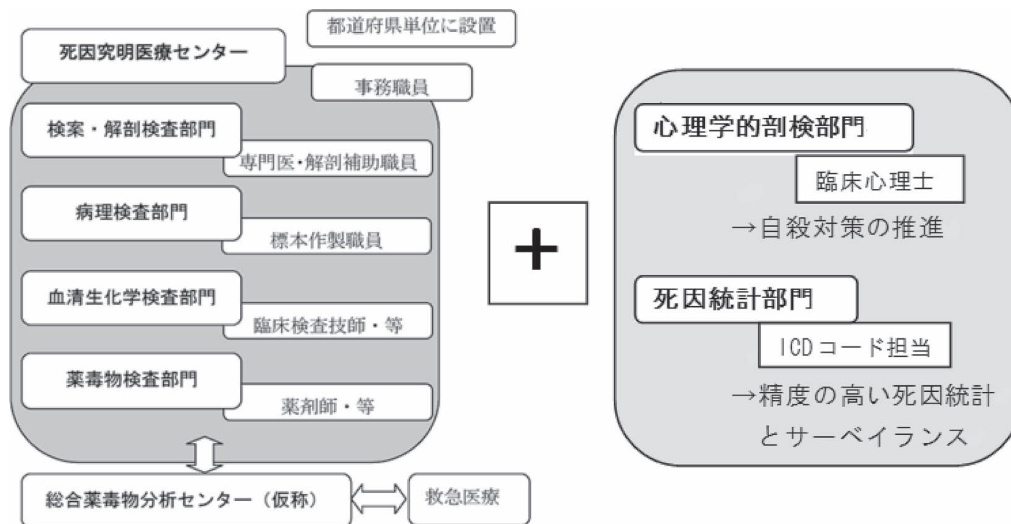 都道府県単位に設置
死因究明医療センター
事務職員
検案・解剖検査部門
専門医・解剖補助職員
病理検査部門
標本作製職員
血清生化学検査部門
臨床検査技師・等
薬毒物検査部門
薬剤師・等
総合薬毒物分析センター（仮称）
救急医療
+
心理学的剖検部門
臨床心理士
→自殺対策の推進
死因統計部門
ICDコード担当
→精度の高い死因統計
とサーベイランス